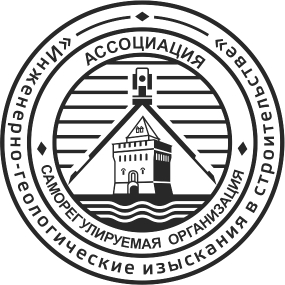 АССОЦИАЦИЯ
САМОРЕГУЛИРУЕМАЯ ОРГАНИЗАЦИЯ
«Инженерно-геологические изыскания в строительстве»